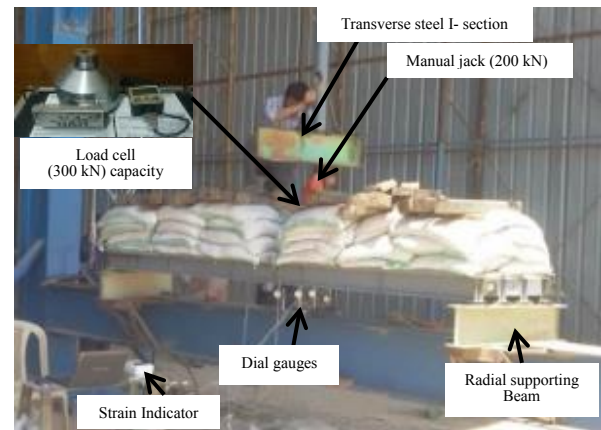 Transverse steel I- section
Manual jack (200 kN)
Load cell
(300 kN) capacity
Dial gauges
Radial supporting
Beam
Strain Indicator